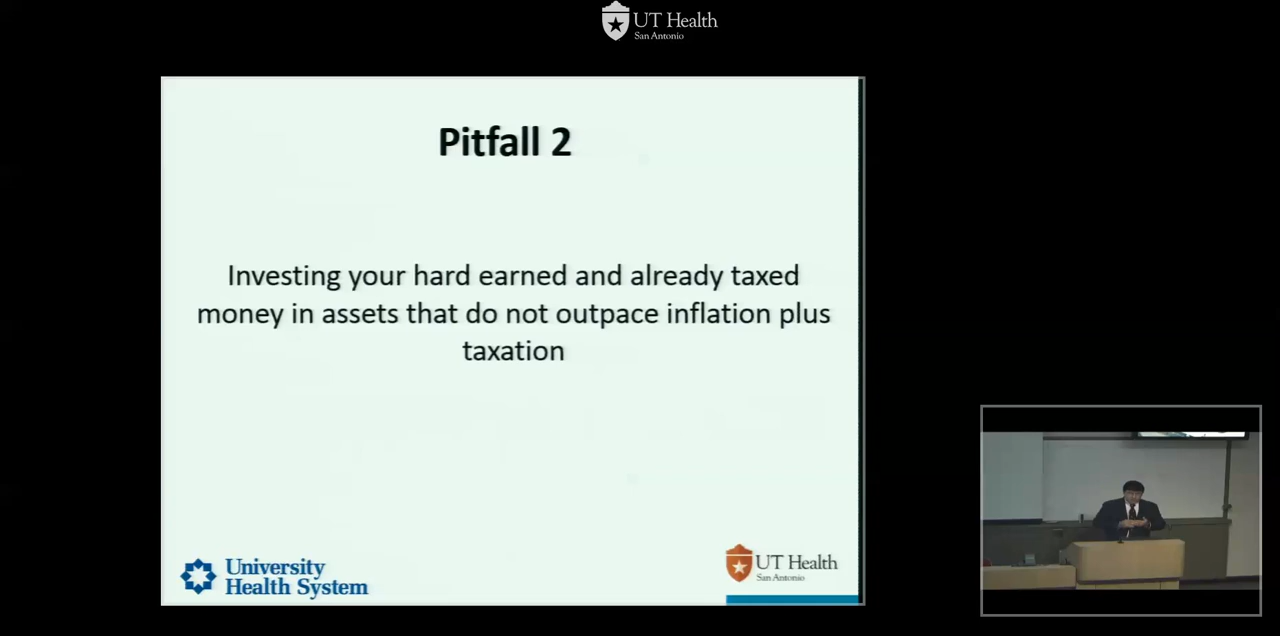 UT Health
San Antonio
Pitfall 2
Investing your hard earned and already taxed
money in assets that do not outpace inflation plus
taxation
University
Health System
UT Health
San Antonio